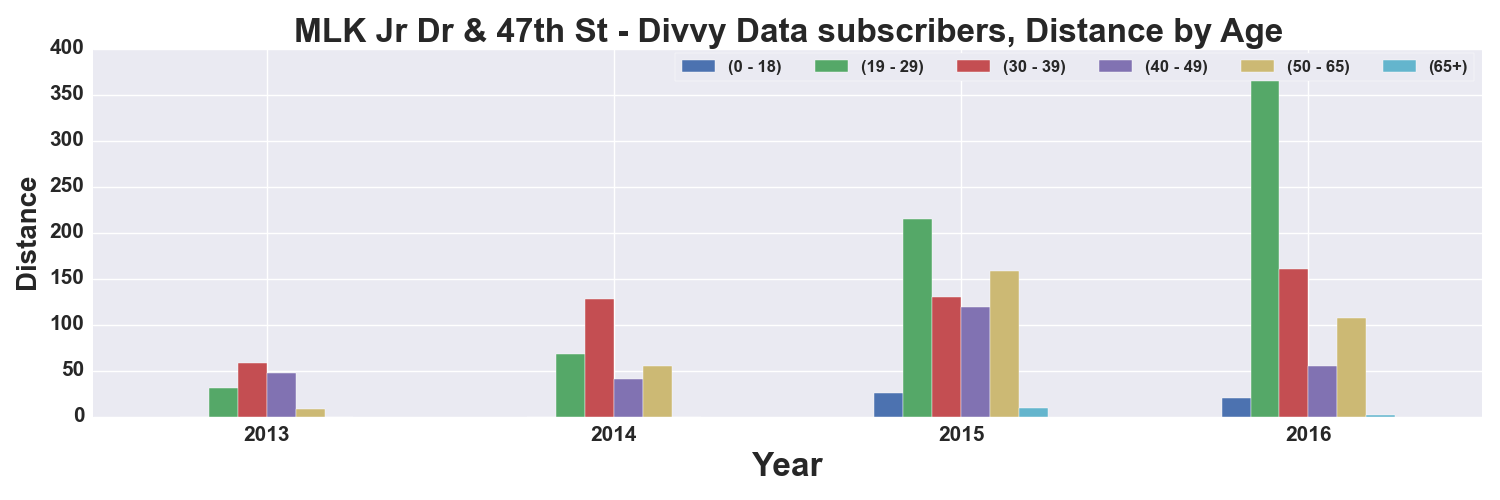 MLK Jr Dr & 47th St - Divvy Data subscribers, Distance by Age
(0 - 18) (19 - 29) (30 - 39) (40 - 49) (50 - 65) (65+)
400
350
300
250
200
150
100
50
0
Distance
2013 2014 2015 2016
Year